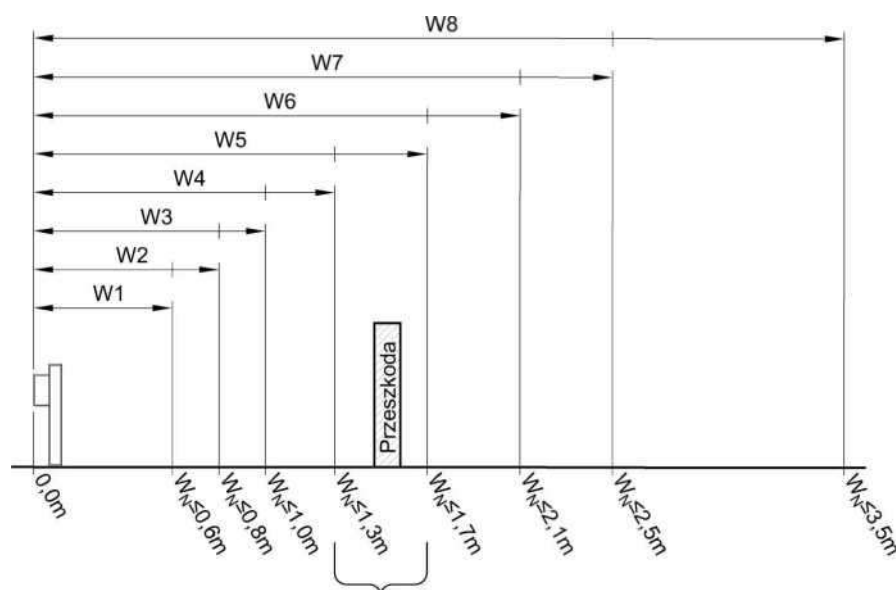 W8
W7
W6
W5
W4
W3
W2
W1
Przeszkoda
0,0m
W_N≤0,6m
W_N≤0,8m
W_N≤1,0m
W_N≤1,3m
W_N≤1,7m
W_N≤2,1m
W_N≤2,5m
W_N≤3,5m